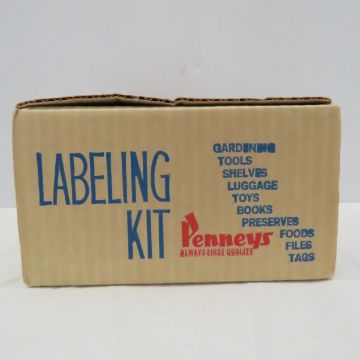 LABELING
KIT
GARDENING
TOOLS
SHELVES
LUGGAGE
TOYS
BOOKS
PRESERVES
FOODS
FILES
TAGS
Penneys
ALWAYS FIRST QUALITY